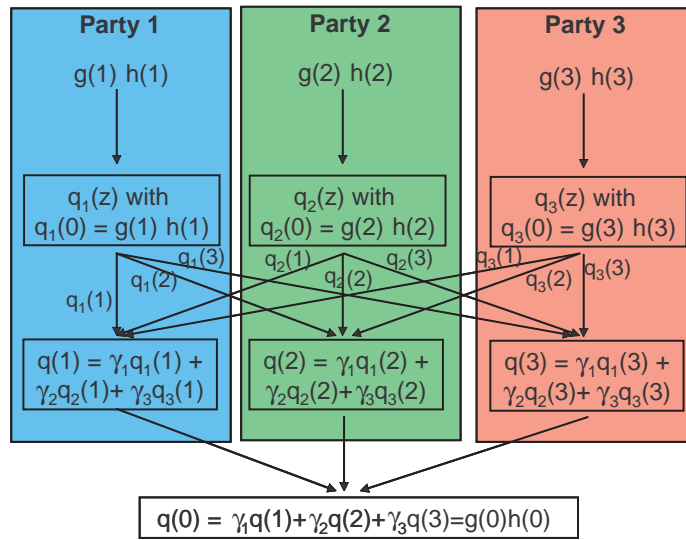 Party 1 Party 2 Party 3
g(1) h(1) g(2) h(2) g(3) h(3)
q₁(z) with
q₁(0) = g(1) h(1)
q₂(z) with
q₂(0) = g(2) h(2)
q₃(z) with
q₃(0) = g(3) h(3)
q₁(3) q₂(1) q₂(3) q₃(1)
q₁(2) q₂(2) q₃(2) q₃(3)
q₁(1)
q(1) = γ₁q₁(1) +
γ₂q₂(1)+ γ₃q₃(1)
q(2) = γ₁q₁(2) +
γ₂q₂(2)+γ₃q₃(2)
q(3) = γ₁q₁(3) +
γ₂q₂(3)+ γ₃q₃(3)
q(0) = γ₁q(1)+γ₂q(2)+γ₃q(3)=g(0)h(0)